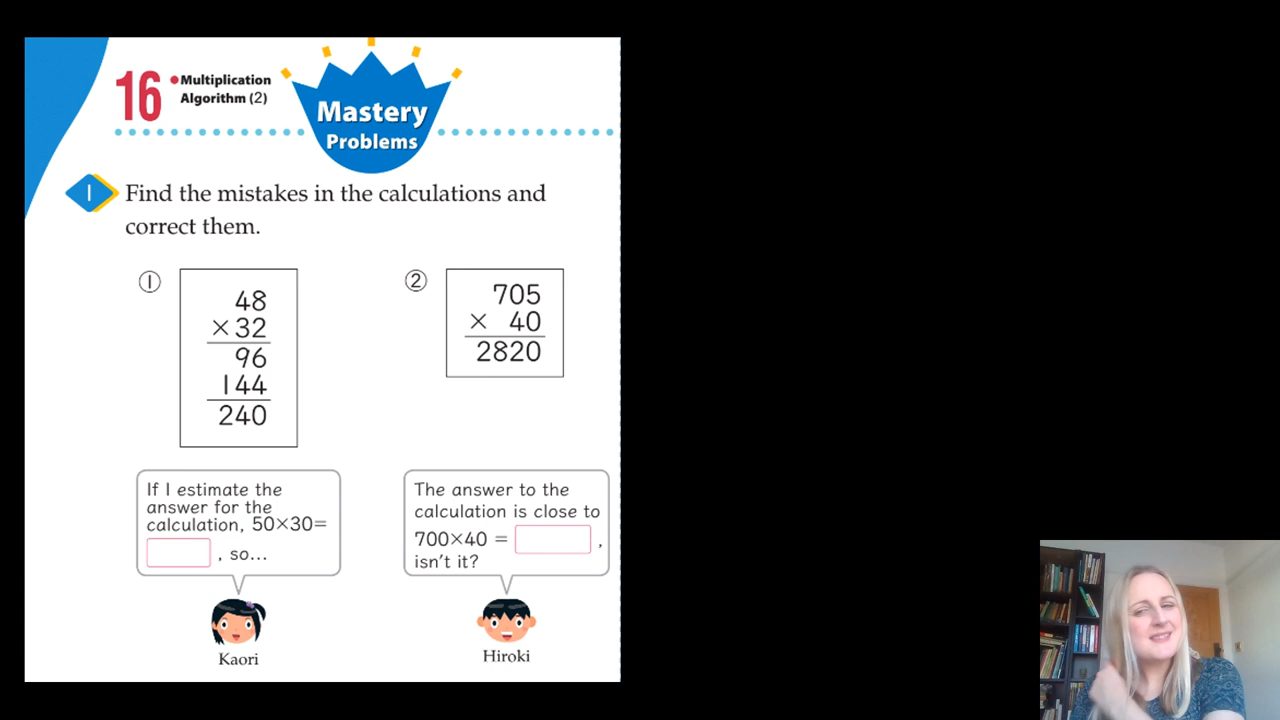 16
Multiplication
Algorithm (2)
Mastery
Problems
1 Find the mistakes in the calculations and
correct them.
①
48
×32
96
144
240
②
705
× 40
2820
If I estimate the
answer for the
calculation, 50×30=
, so...
Kaori
The answer to the
calculation is close to
700×40 = ,
isn't it?
Hiroki